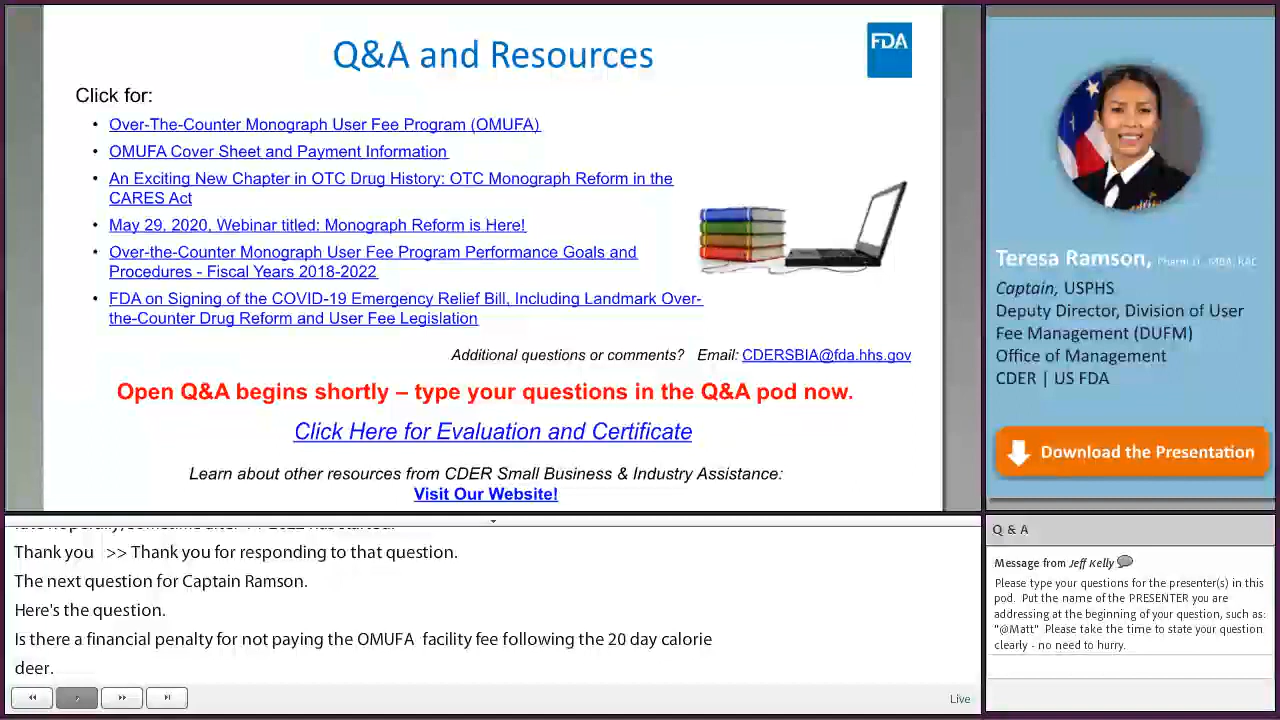 Q&A and Resources
FDA
Click for:
• Over-The-Counter Monograph User Fee Program (OMUFA)
• OMUFA Cover Sheet and Payment Information
• An Exciting New Chapter in OTC Drug History: OTC Monograph Reform in the
CARES Act
• May 29, 2020, Webinar titled: Monograph Reform is Here!
• Over-the-Counter Monograph User Fee Program Performance Goals and
Procedures - Fiscal Years 2018-2022
• FDA on Signing of the COVID-19 Emergency Relief Bill, Including Landmark Over-
the-Counter Drug Reform and User Fee Legislation
Additional questions or comments? Email: CDERSBIA@fda.hhs.gov
Open Q&A begins shortly – type your questions in the Q&A pod now.
Click Here for Evaluation and Certificate
Learn about other resources from CDER Small Business & Industry Assistance:
Visit Our Website!
Teresa Ramson, Pharm.D., MBA, RAC
Captain, USPHS
Deputy Director, Division of User
Fee Management (DUFM)
Office of Management
CDER | US FDA
Download the Presentation
Thank you >> Thank you for responding to that question.
The next question for Captain Ramson.
Here's the question.
Is there a financial penalty for not paying the OMUFA facility fee following the 20 day calorie
deer.
Live
Q & A
Message from Jeff Kelly
Please type your questions for the presenter(s) in this
pod. Put the name of the PRESENTER you are
addressing at the beginning of your question, such as:
"@Matt" Please take the time to state your question
clearly - no need to hurry.